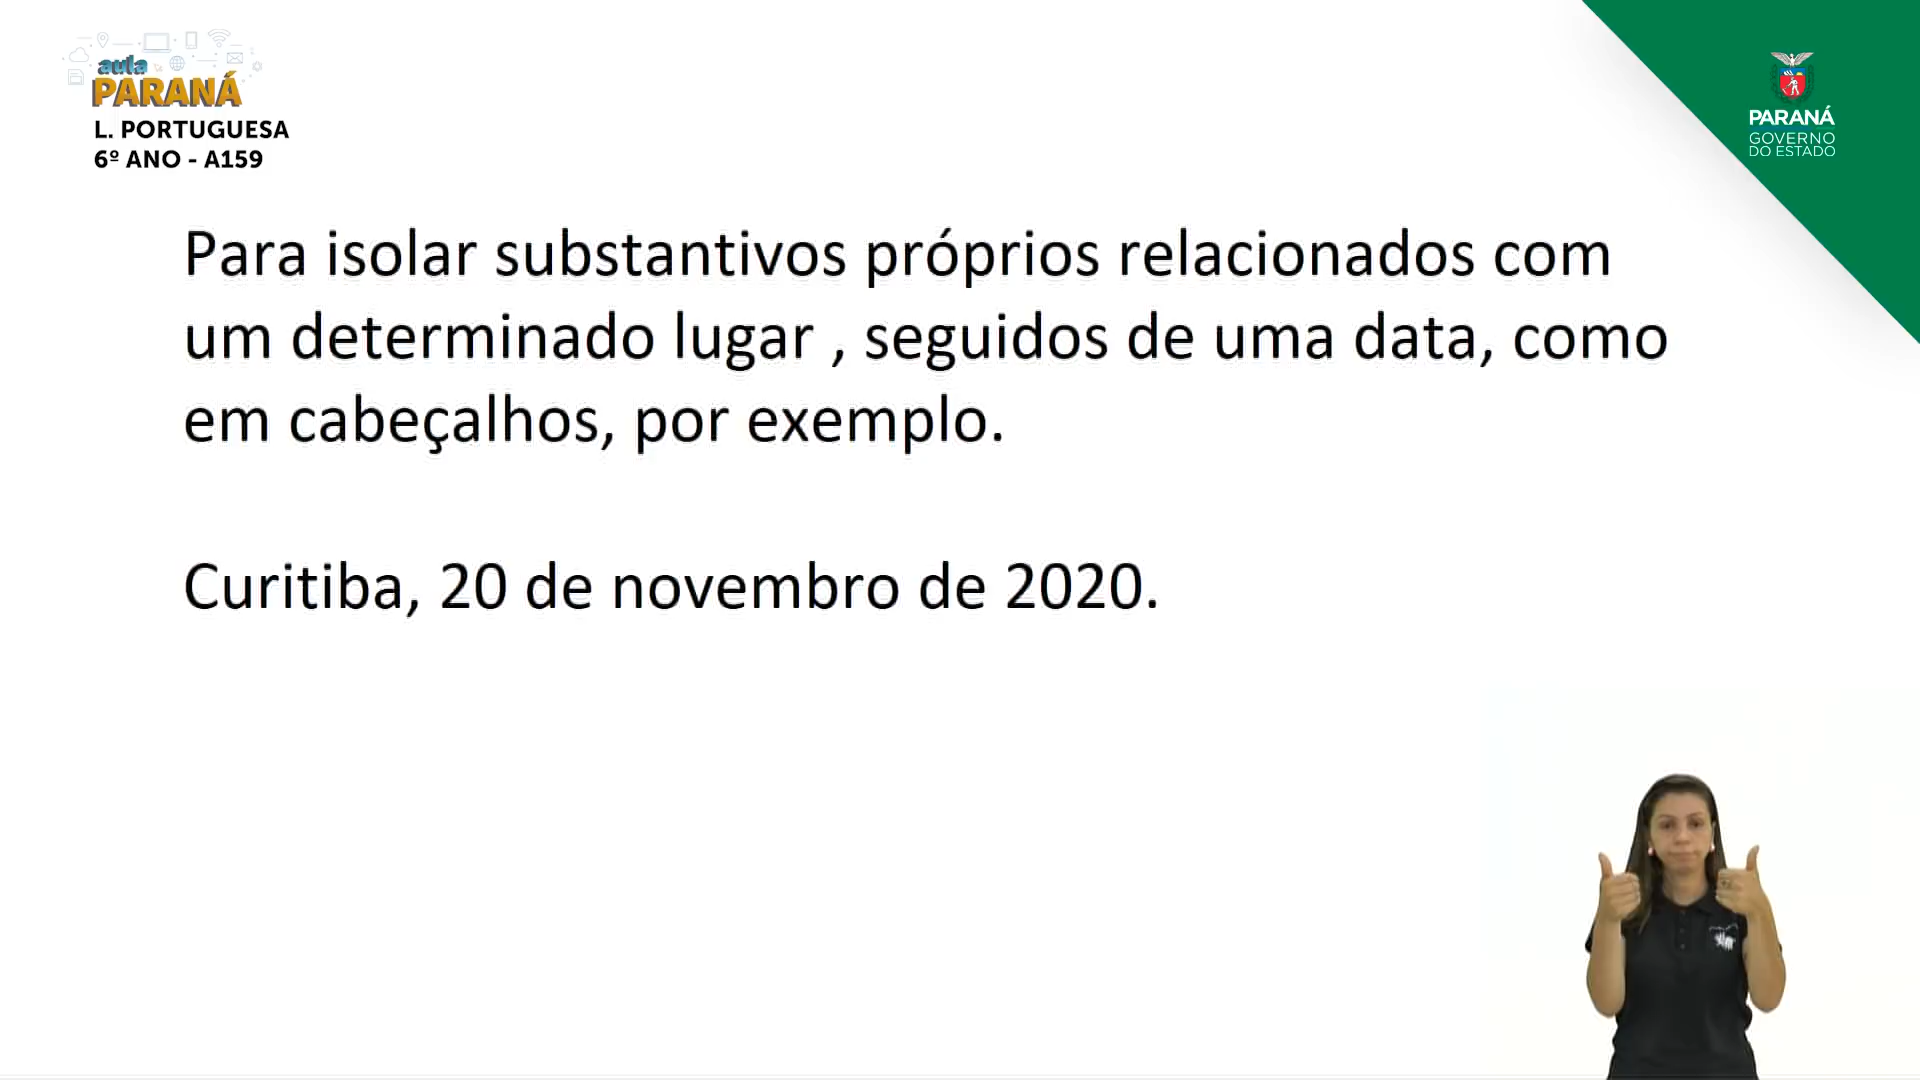 aula
PARANÁ
L. PORTUGUESA
6º ANO - A159
PARANÁ
GOVERNO
DO ESTADO
Para isolar substantivos próprios relacionados com
um determinado lugar , seguidos de uma data, como
em cabeçalhos, por exemplo.
Curitiba, 20 de novembro de 2020.